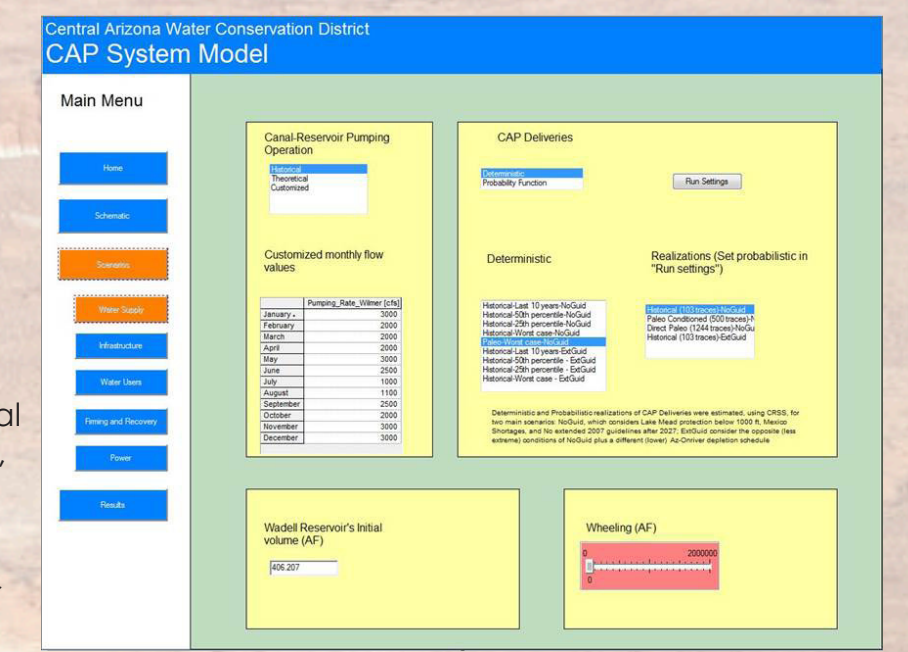 Central Arizona Water Conservation District
CAP System Model
Main Menu
Home
Schematic
Scenarios
Water Supply
Infrastructure
Water Users
Firming and Recovery
Power
Results
al
,
Canal-Reservoir Pumping
Operation
Historical
Theoretical
Customized
Customized monthly flow
values
Pumping_Rate_Wilmer [cfs]
January 3000
February 2000
March 2000
April 2000
May 3000
June 2500
July 1000
August 1100
September 2500
October 2000
November 3000
December 3000
CAP Deliveries
Deterministic
Probability Function
Run Settings
Deterministic
Historical-Last 10 years-NoGuid
Historical-50th percentile-NoGuid
Historical-25th percentile-NoGuid
Historical-Worst case-NoGuid
Paleo-Worst case-NoGuid
Historical-Last 10 years-ExtGuid
Historical-50th percentile - ExtGuid
Historical-25th percentile - ExtGuid
Historical-Worst case - ExtGuid
Realizations (Set probabilistic in
"Run settings")
Historical (103 traces)-NoGuid
Paleo Conditioned (500 traces)-N
Direct Paleo (1244 traces)-NoGu
Historical (103 traces)-ExtGuid
Deterministic and Probabilistic realizations of CAP Deliveries were estimated, using CRSS, for
two main scenarios: NoGuid, which considers Lake Mead protection below 1000 ft, Mexico
Shortages, and No extended 2007 guidelines after 2027; ExtGuid consider the opposite (less
extreme) conditions of NoGuid plus a different (lower) Az-Onriver depletion schedule
Wadell Reservoir's Initial
volume (AF)
406.207
Wheeling (AF)
0 2000000
0